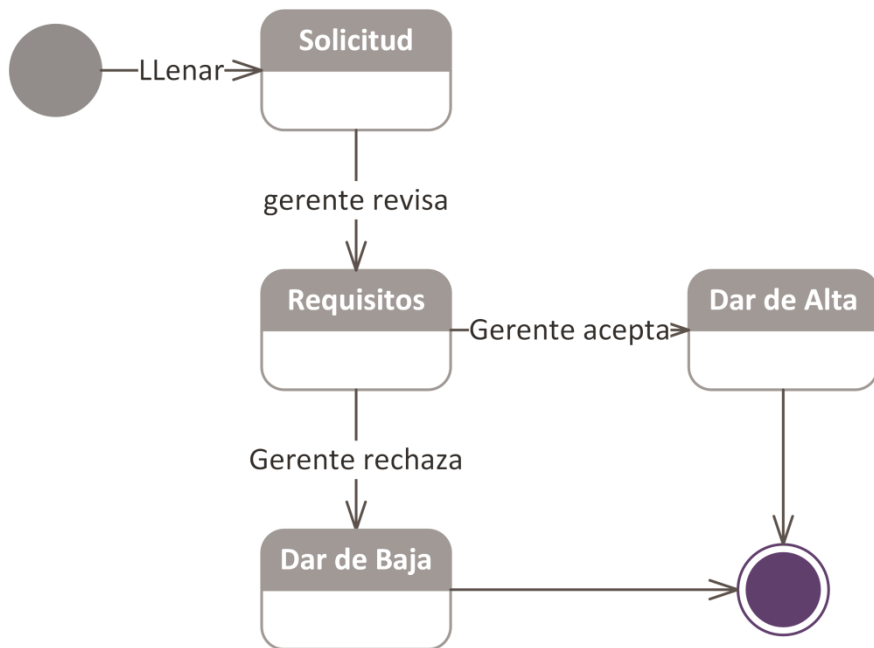 Solicitud
LLenar
gerente revisa
Requisitos
Dar de Alta
Gerente acepta
Gerente rechaza
Dar de Baja